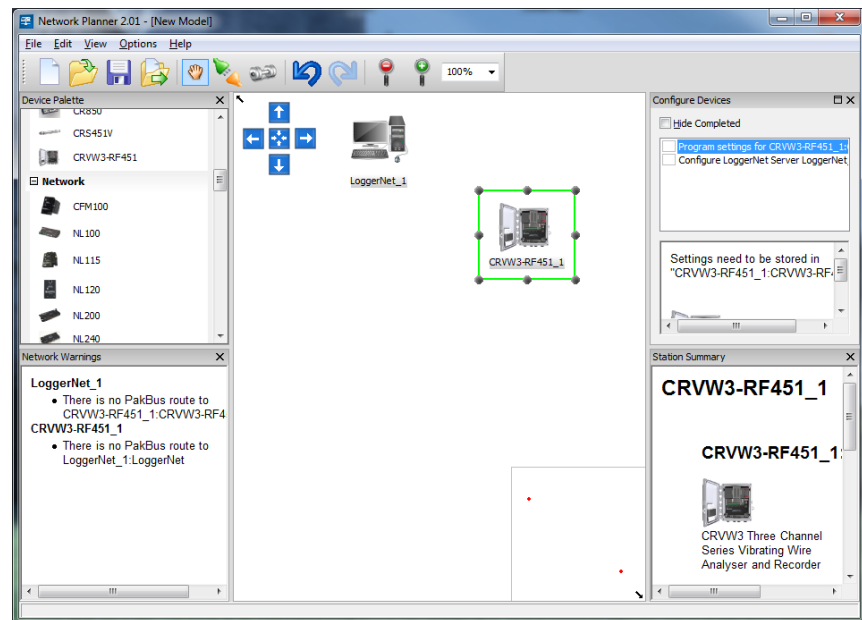 Network Planner 2.01 - [New Model]
File Edit View Options Help
100%
Device Palette
CR850
CRS451V
CRVW3-RF451
Network
CFM100
NL100
NL115
NL120
NL200
NL240
Network Warnings
LoggerNet_1
There is no PakBus route to
CRVW3-RF451_1:CRVW3-RF4
CRVW3-RF451_1
There is no PakBus route to
LoggerNet_1:LoggerNet
LoggerNet_1
CRVW3-RF451_1
Configure Devices
Hide Completed
Program settings for CRVW3-RF451_1:
Configure LoggerNet Server LoggerNet_
Settings need to be stored in
"CRVW3-RF451_1:CRVW3-RF4
Station Summary
CRVW3-RF451_1
CRVW3-RF451_1:
CRVW3 Three Channel
Series Vibrating Wire
Analyser and Recorder